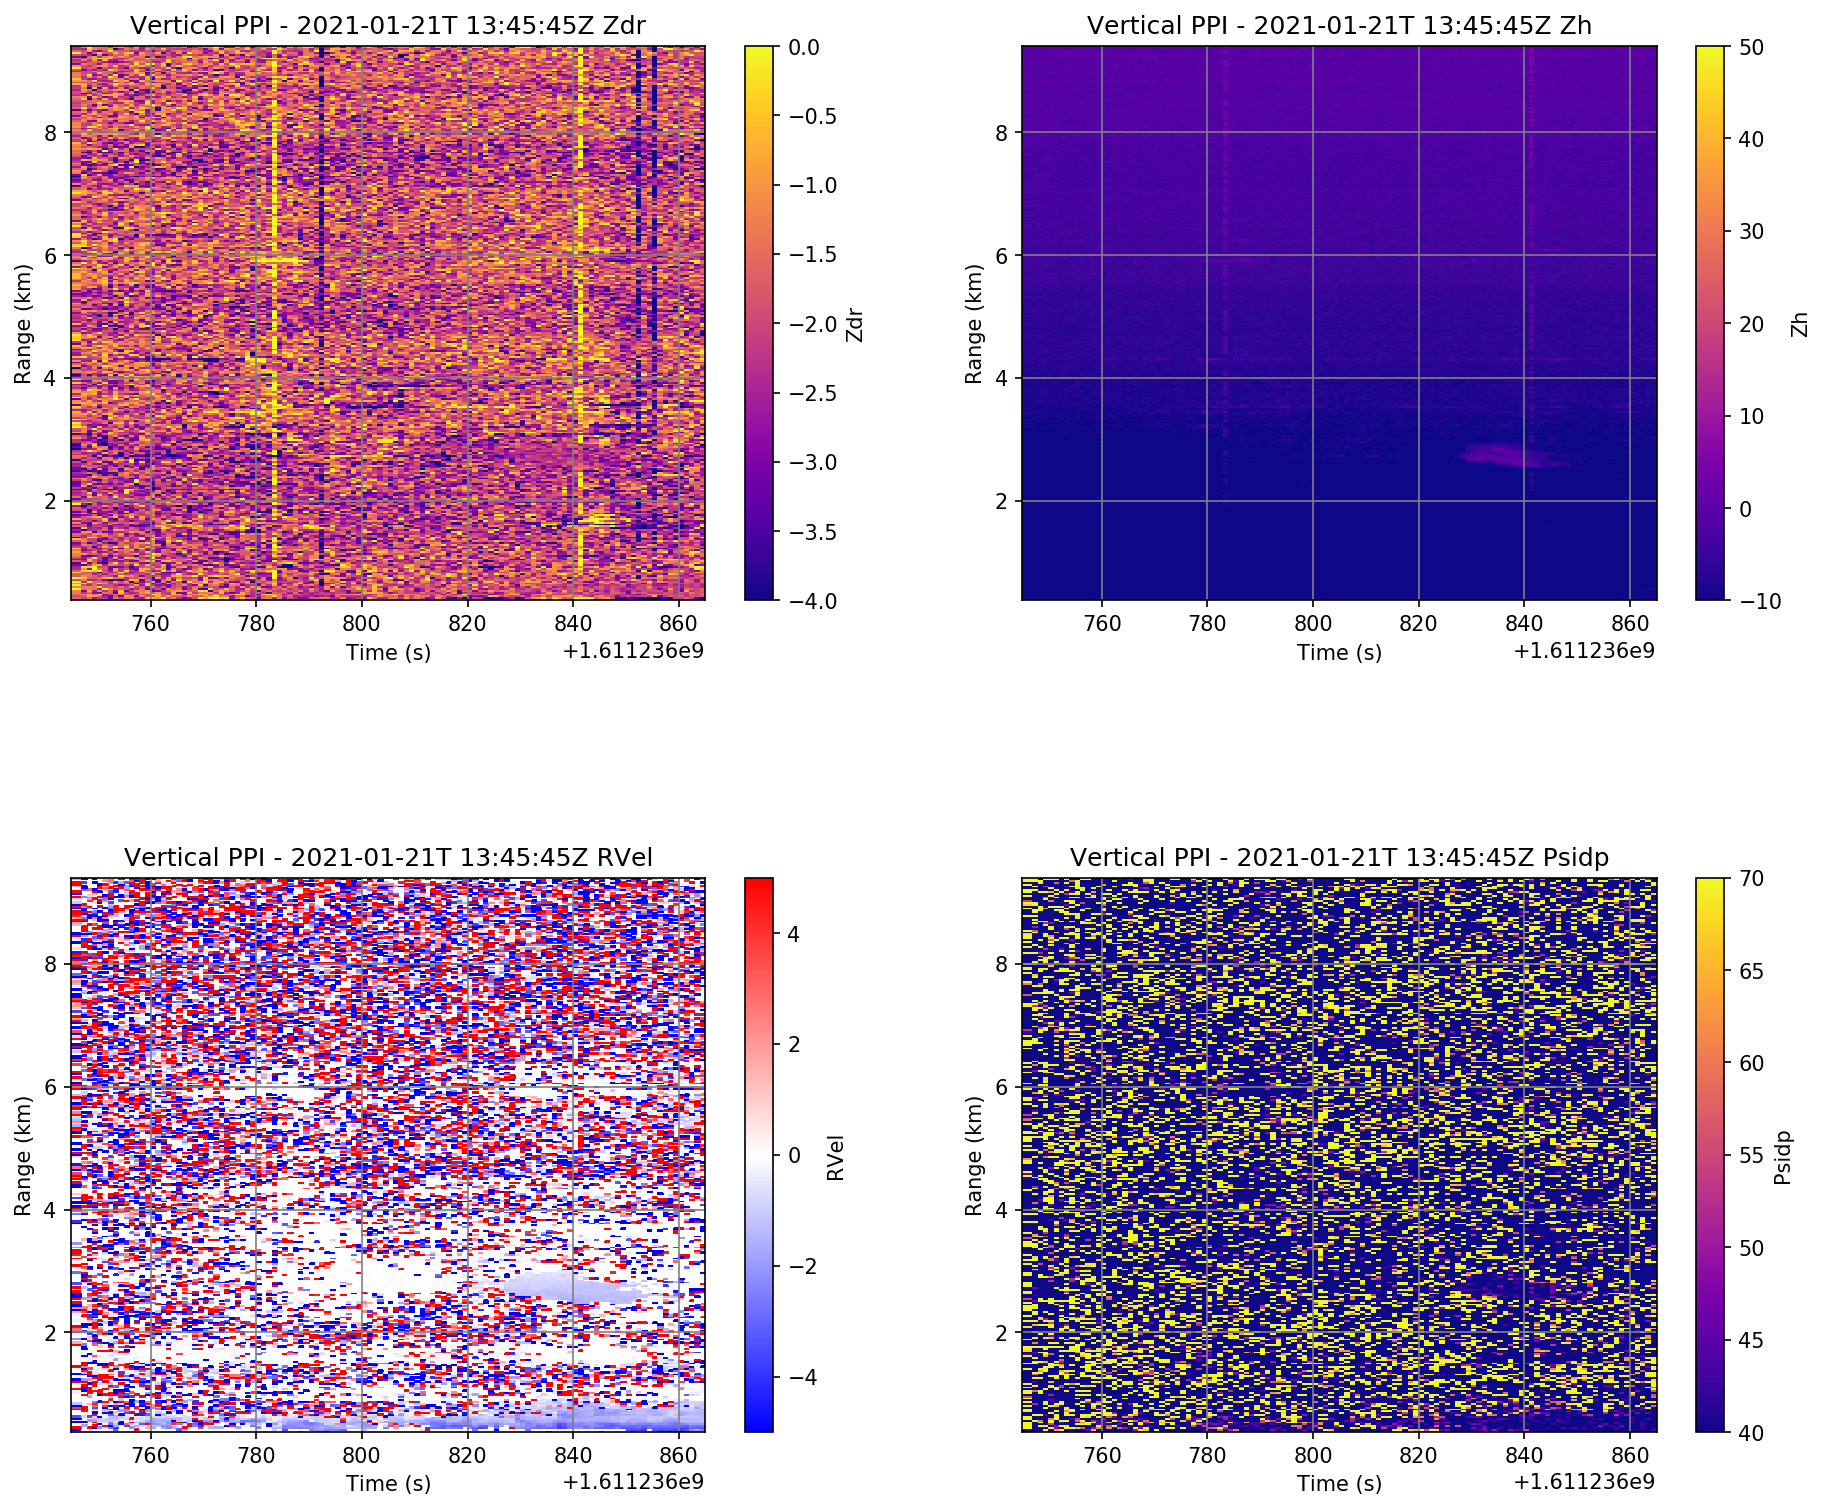 Vertical PPI - 2021-01-21T 13:45:45Z Zdr
8
6
4
2
Range (km)
760 780 800 820 840 860
Time (s)
+1.611236e9
0.0
−0.5
−1.0
−1.5
−2.0
−2.5
−3.0
−3.5
−4.0
Zdr
Vertical PPI - 2021-01-21T 13:45:45Z Zh
8
6
4
2
Range (km)
760 780 800 820 840 860
Time (s)
+1.611236e9
50
40
30
20
10
0
−10
Zh
Vertical PPI - 2021-01-21T 13:45:45Z RVel
8
6
4
2
Range (km)
760 780 800 820 840 860
Time (s)
+1.611236e9
4
2
0
−2
−4
RVel
Vertical PPI - 2021-01-21T 13:45:45Z Psidp
8
6
4
2
Range (km)
760 780 800 820 840 860
Time (s)
+1.611236e9
70
65
60
55
50
45
40
Psidp